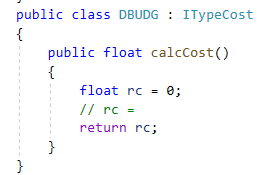 public class DBUDG : ITypeCost
{
public float calcCost()
{
float rc = 0;
// rc =
return rc;
}
}